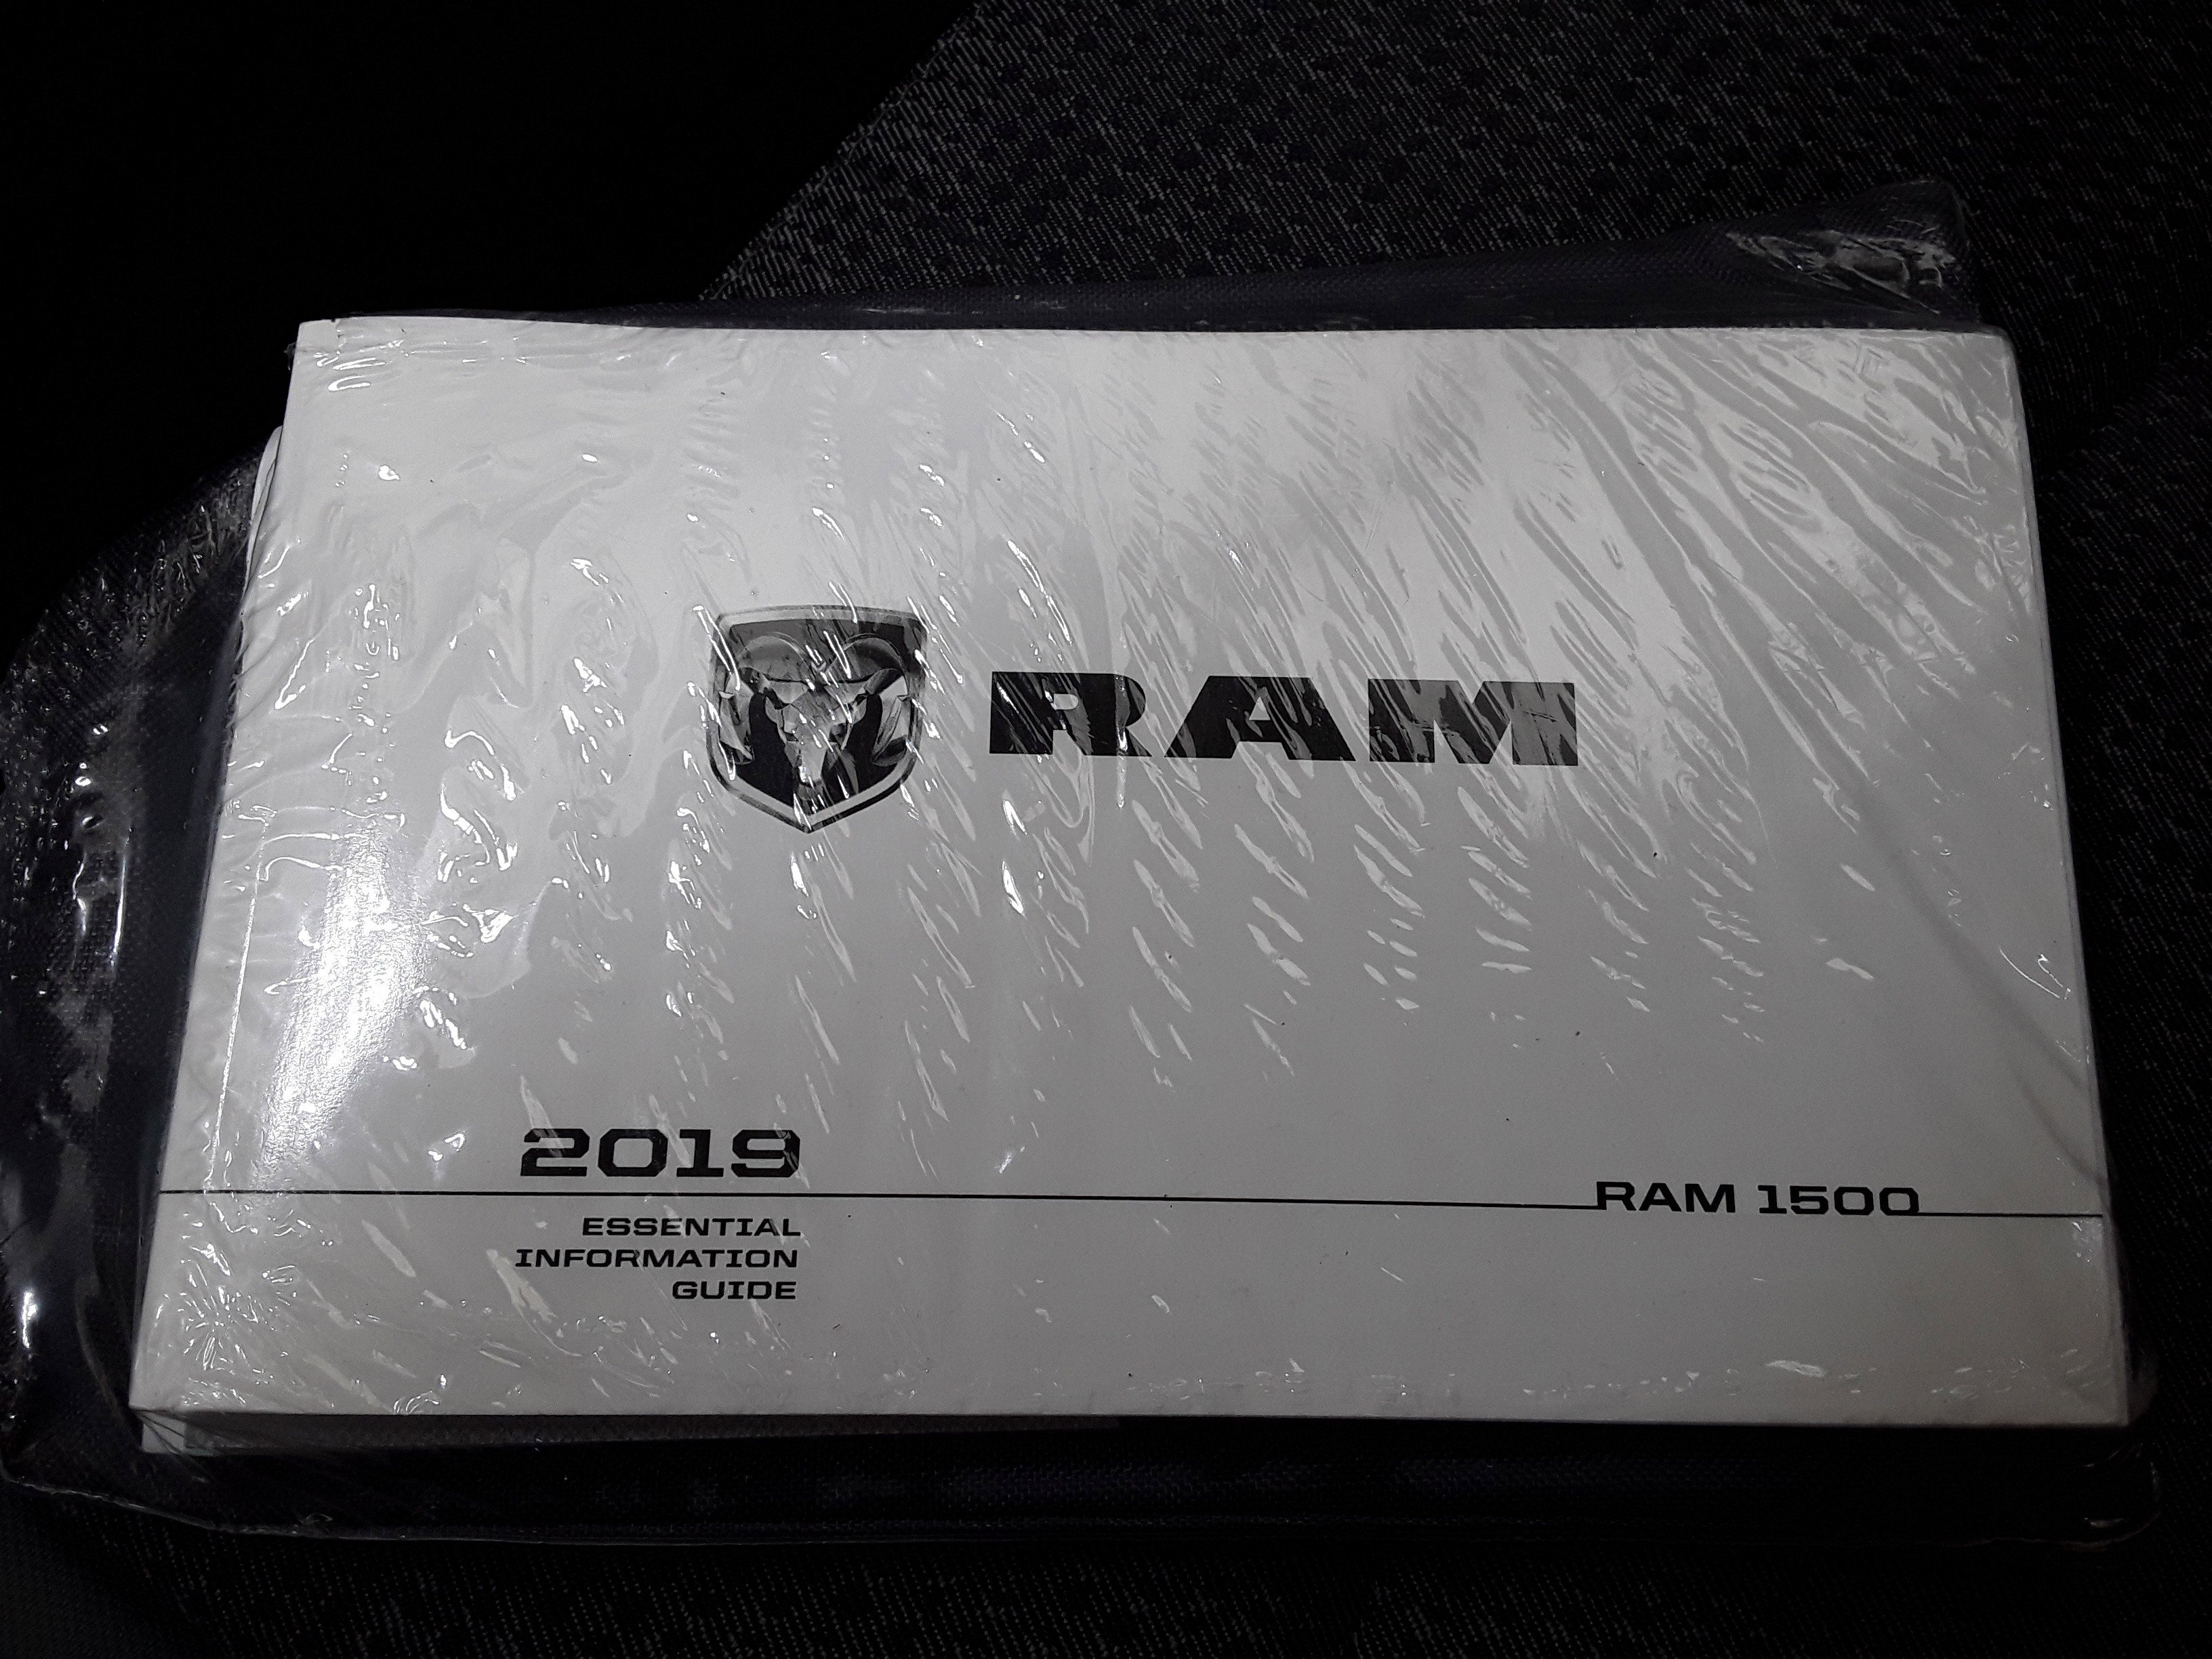 RAM
2019
RAM 1500
ESSENTIAL
INFORMATION
GUIDE